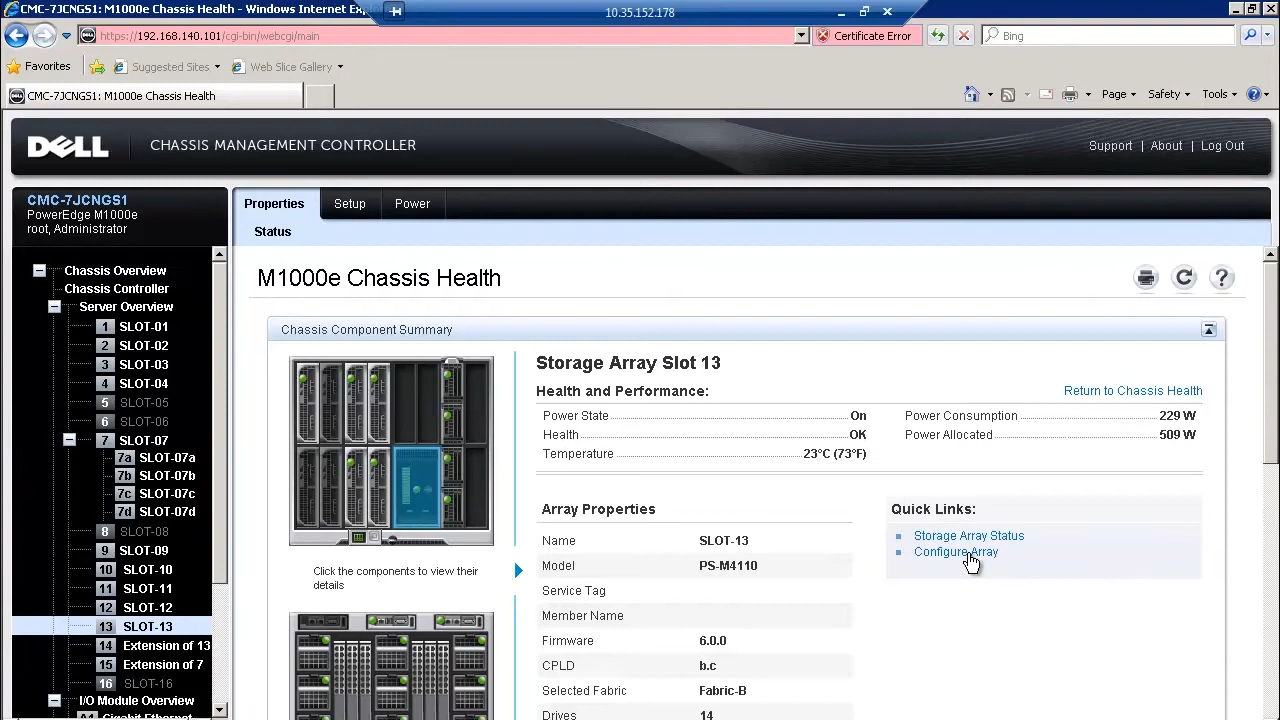 CMC-7JCNGS1: M1000e Chassis Health - Windows Internet Exp
10.35.152.178
https://192.168.140.101/cgi-bin/webcgi/main
Certificate Error
Bing
Favorites
Suggested Sites
Web Slice Gallery
CMC-7JCNGS1: M1000e Chassis Health
Page
Safety
Tools
DELL
CHASSIS MANAGEMENT CONTROLLER
Support | About | Log Out
CMC-7JCNGS1
PowerEdge M1000e
root, Administrator
Properties
Setup
Power
Status
Chassis Overview
Chassis Controller
Server Overview
1 SLOT-01
2 SLOT-02
3 SLOT-03
4 SLOT-04
5 SLOT-05
6 SLOT-06
7 SLOT-07
7a SLOT-07a
7b SLOT-07b
7c SLOT-07c
7d SLOT-07d
8 SLOT-08
9 SLOT-09
10 SLOT-10
11 SLOT-11
12 SLOT-12
13 SLOT-13
14 Extension of 13
15 Extension of 7
16 SLOT-16
I/O Module Overview
M1000e Chassis Health
Chassis Component Summary
Click the components to view their
details
Storage Array Slot 13
Health and Performance:
Return to Chassis Health
Power State On
Power Consumption 229 W
Health OK
Power Allocated 509 W
Temperature 23°C (73°F)
Array Properties
Name SLOT-13
Model PS-M4110
Service Tag
Member Name
Firmware 6.0.0
CPLD b.c
Selected Fabric Fabric-B
Drives 14
Quick Links:
Storage Array Status
Configure Array